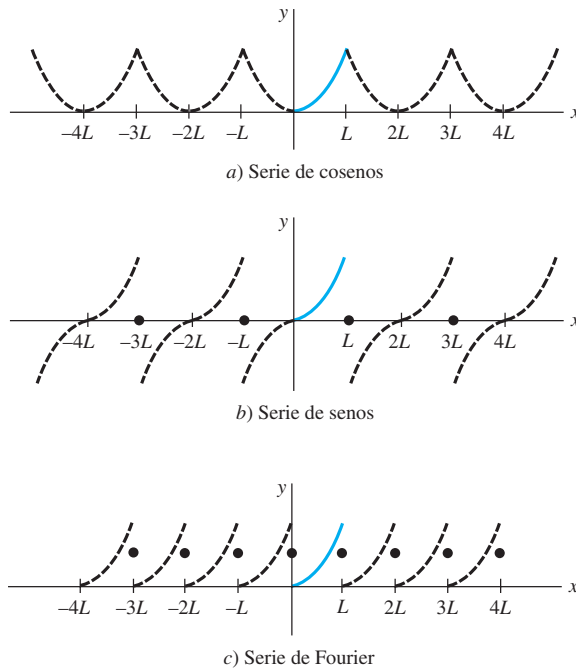 y
x
–4L –3L –2L –L L 2L 3L 4L
a) Serie de cosenos
y
x
–4L –3L –2L –L L 2L 3L 4L
b) Serie de senos
y
x
–4L –3L –2L –L L 2L 3L 4L
c) Serie de Fourier